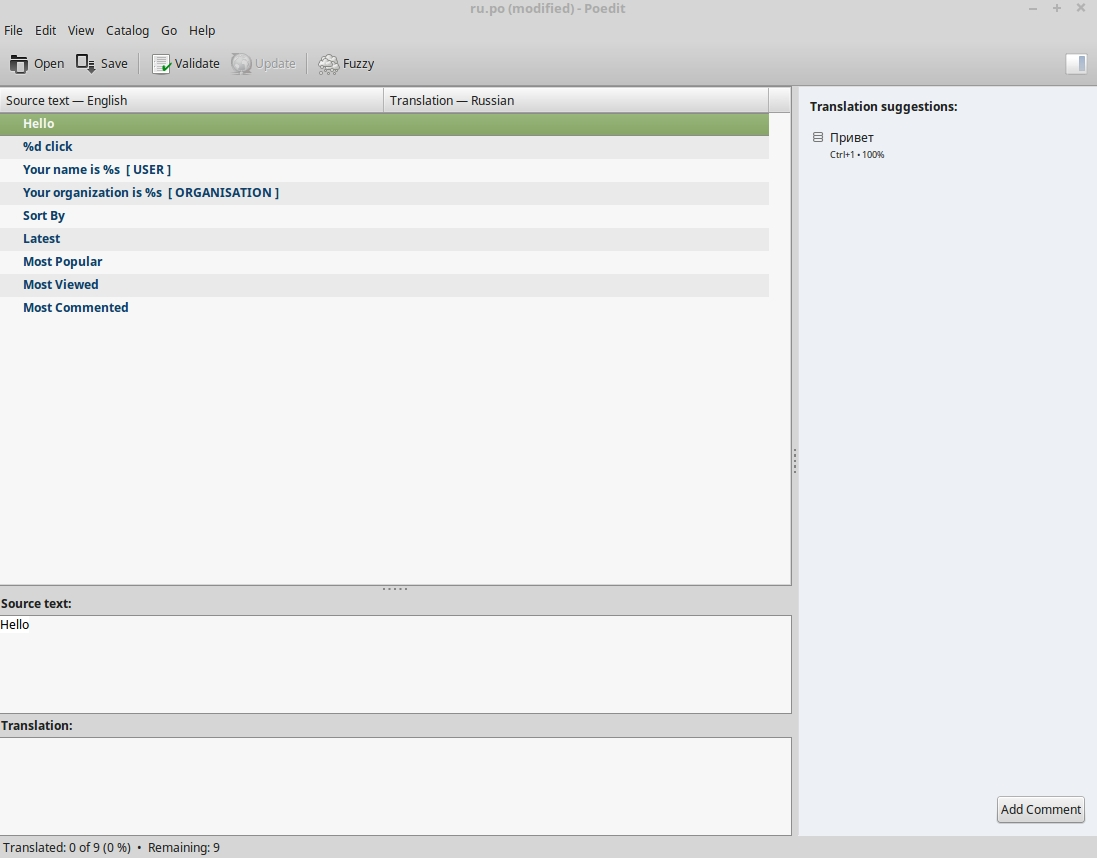 ru.po (modified) - Poedit
File Edit View Catalog Go Help
Open Save Validate Update Fuzzy
Source text — English Translation — Russian
Hello
%d click
Your name is %s [ USER ]
Your organization is %s [ ORGANISATION ]
Sort By
Latest
Most Popular
Most Viewed
Most Commented
Source text:
Hello
Translation:
Translation suggestions:
Привет
Ctrl+1 • 100%
Add Comment
Translated: 0 of 9 (0 %) • Remaining: 9